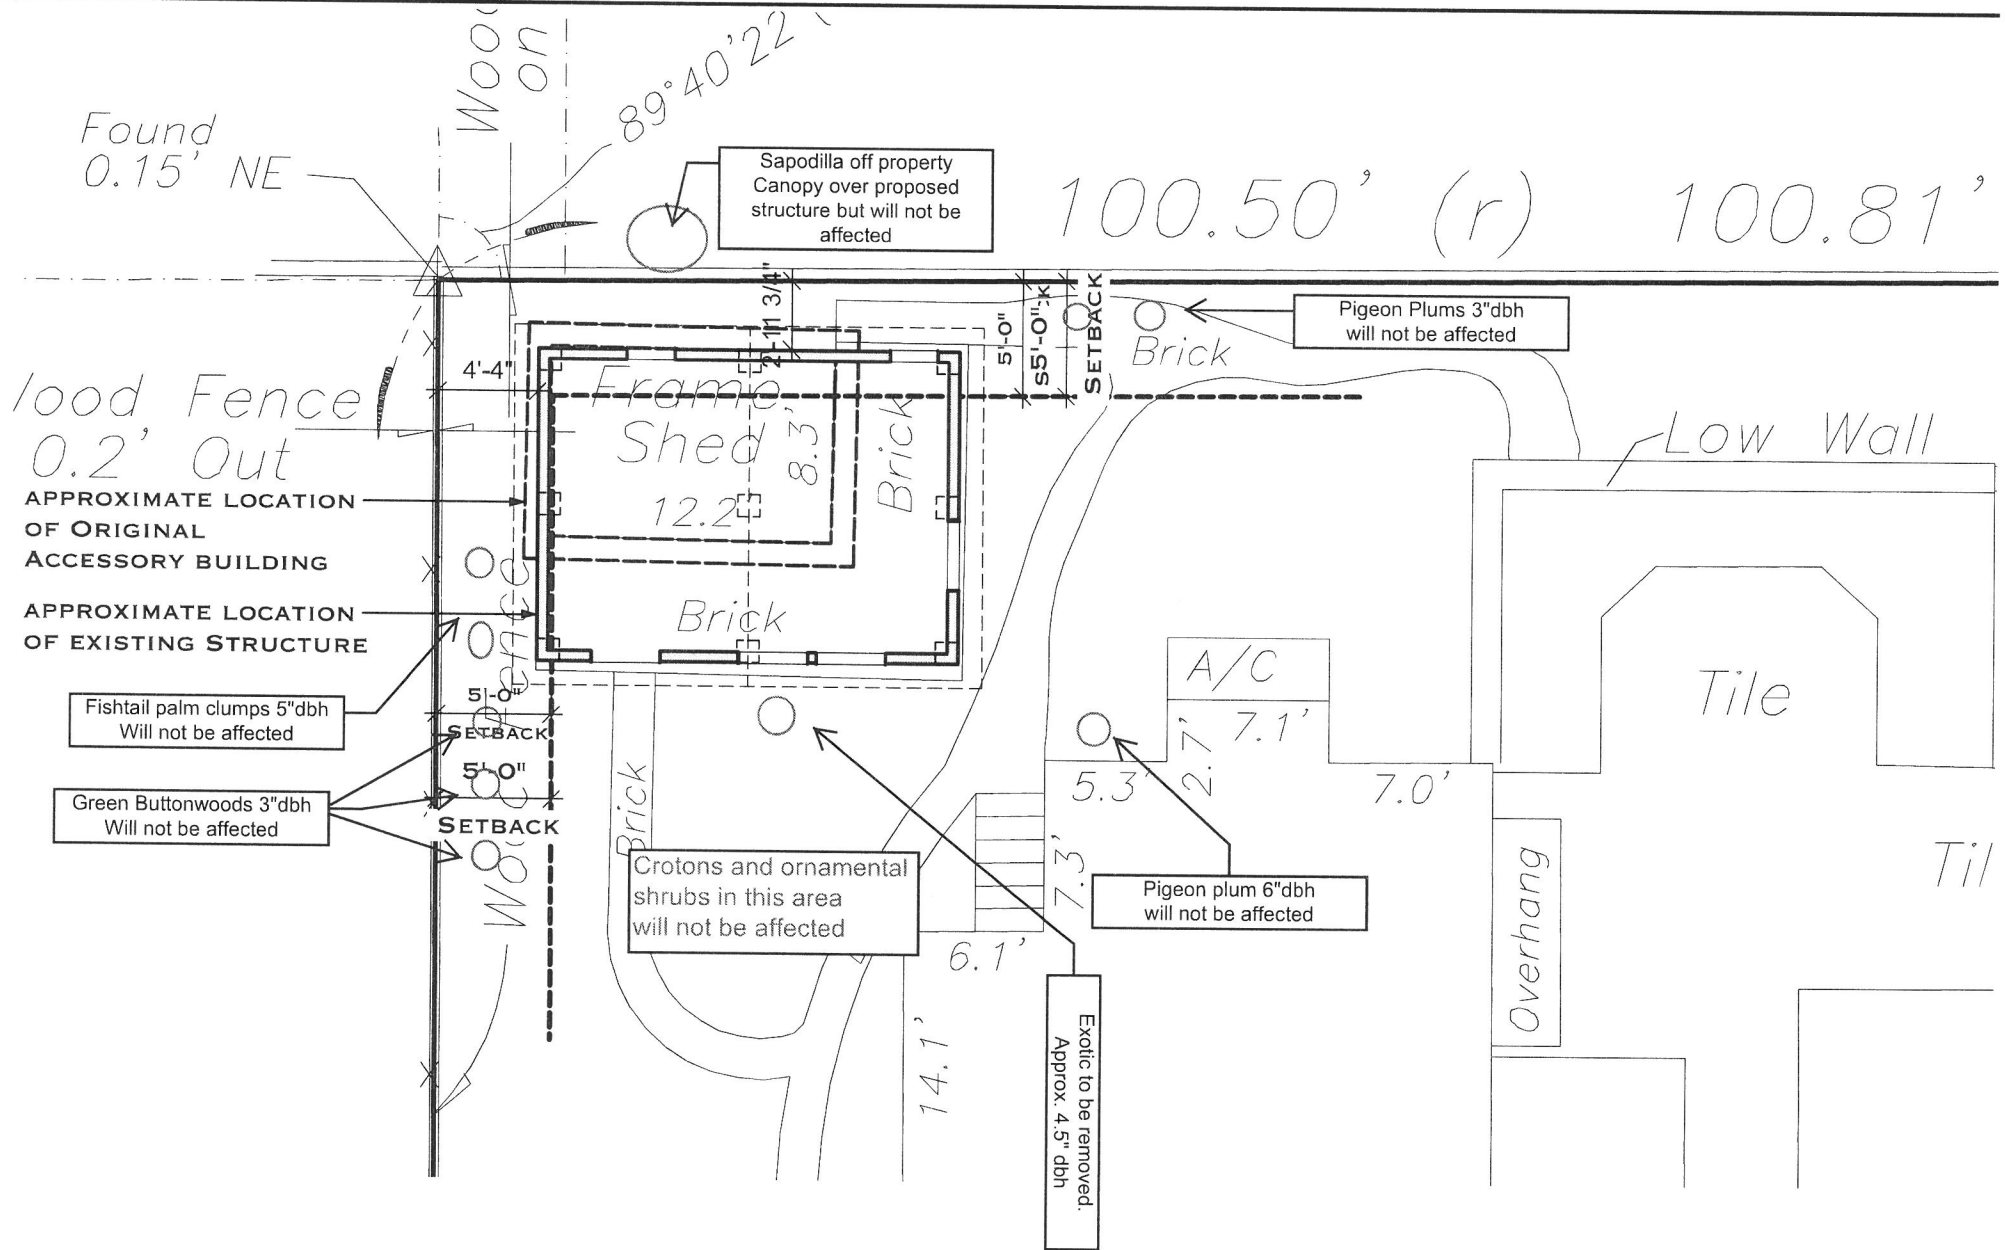 Found
0.15' NE
89°40'22
on
Sapodilla off property
Canopy over proposed
structure but will not be
affected
100.50' (r) 100.81'
Pigeon Plums 3"dbh
will not be affected
Brick
5'-0"
5'-0"
SETBACK
2'-11 3/4"
4'-4"
Fence
0.2' Out
Frame
Shed
8.3'
12.2'
Brick
Brick
Low Wall
APPROXIMATE LOCATION
OF ORIGINAL
ACCESSORY BUILDING
APPROXIMATE LOCATION
OF EXISTING STRUCTURE
Fishtail palm clumps 5"dbh
Will not be affected
5'-0"
SETBACK
5'-0"
SETBACK
Green Buttonwoods 3"dbh
Will not be affected
Wood Fence
Brick
Crotons and ornamental
shrubs in this area
will not be affected
A/C
7.1'
2.7'
5.3'
7.0'
7.3'
6.1'
14.1'
Pigeon plum 6"dbh
will not be affected
Exotic to be removed.
Approx. 4.5" dbh
Tile
Til
Overhang